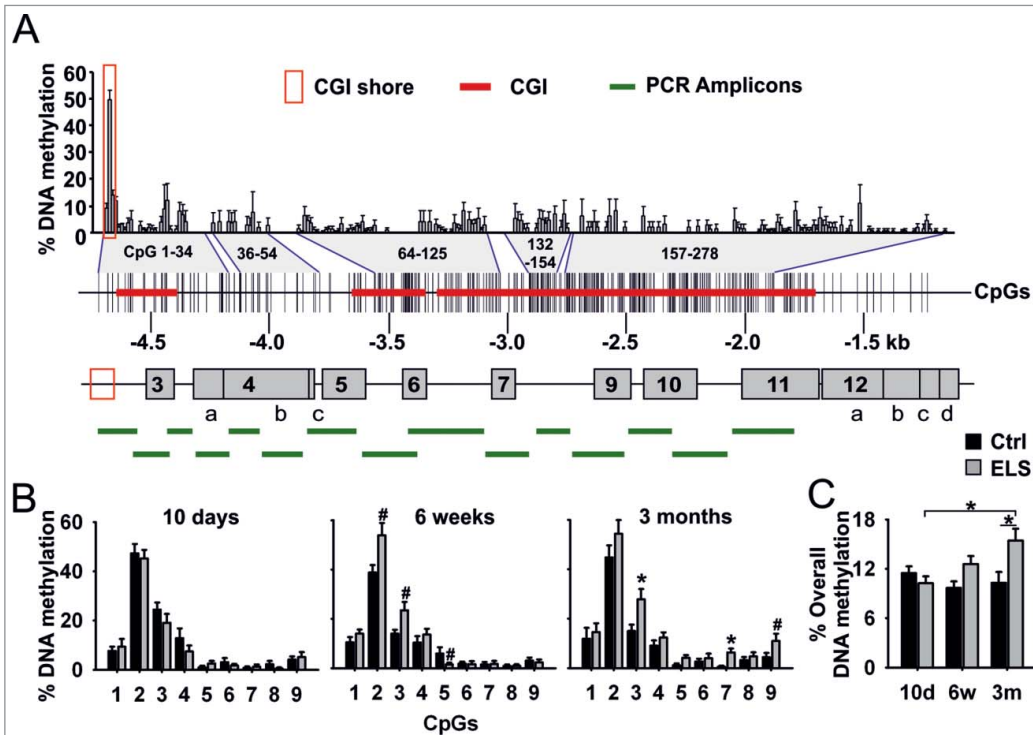 A
% DNA methylation
60
50
40
30
20
10
0
CGI shore CGI PCR Amplicons
CpG 1-34 36-54 64-125 132 -154 157-278
CpGs
-4.5 -4.0 -3.5 -3.0 -2.5 -2.0 -1.5 kb
3 4 5 6 7 9 10 11 12
a b c a b c d
Ctrl
ELS
B
% DNA methylation
60
40
20
0
10 days
1 2 3 4 5 6 7 8 9
6 weeks
# # #
1 2 3 4 5 6 7 8 9
3 months
* * #
1 2 3 4 5 6 7 8 9
CpGs
C
% Overall
DNA methylation
18
12
6
0
*
*
10d 6w 3m